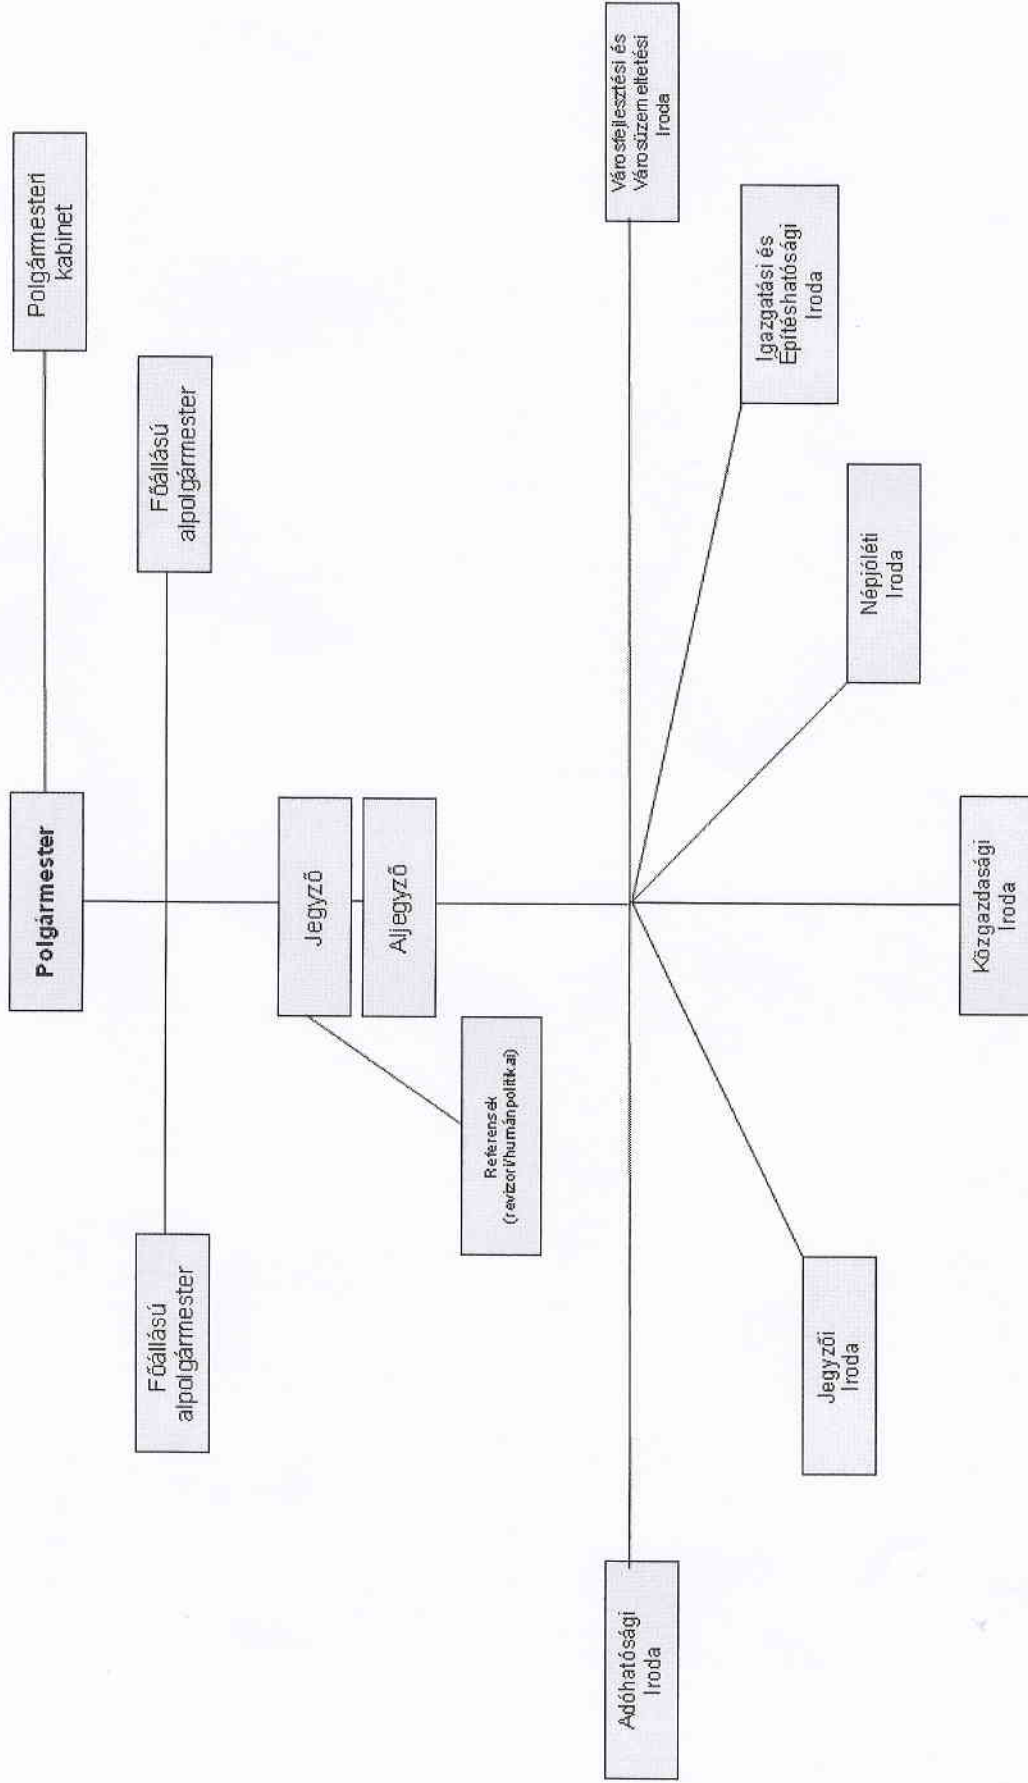 Polgármester
Polgármesteri
kabinet
Főállású
alpolgármester
Főállású
alpolgármester
Jegyző
Aljegyző
Referensek
(revizori/humánpolitikai)
Adóhatósági
Iroda
Jegyzői
Iroda
Közgazdasági
Iroda
Népjóléti
Iroda
Igazgatási és
Építéshatósági
Iroda
Városfejlesztési és
Városüzemeltetési
Iroda